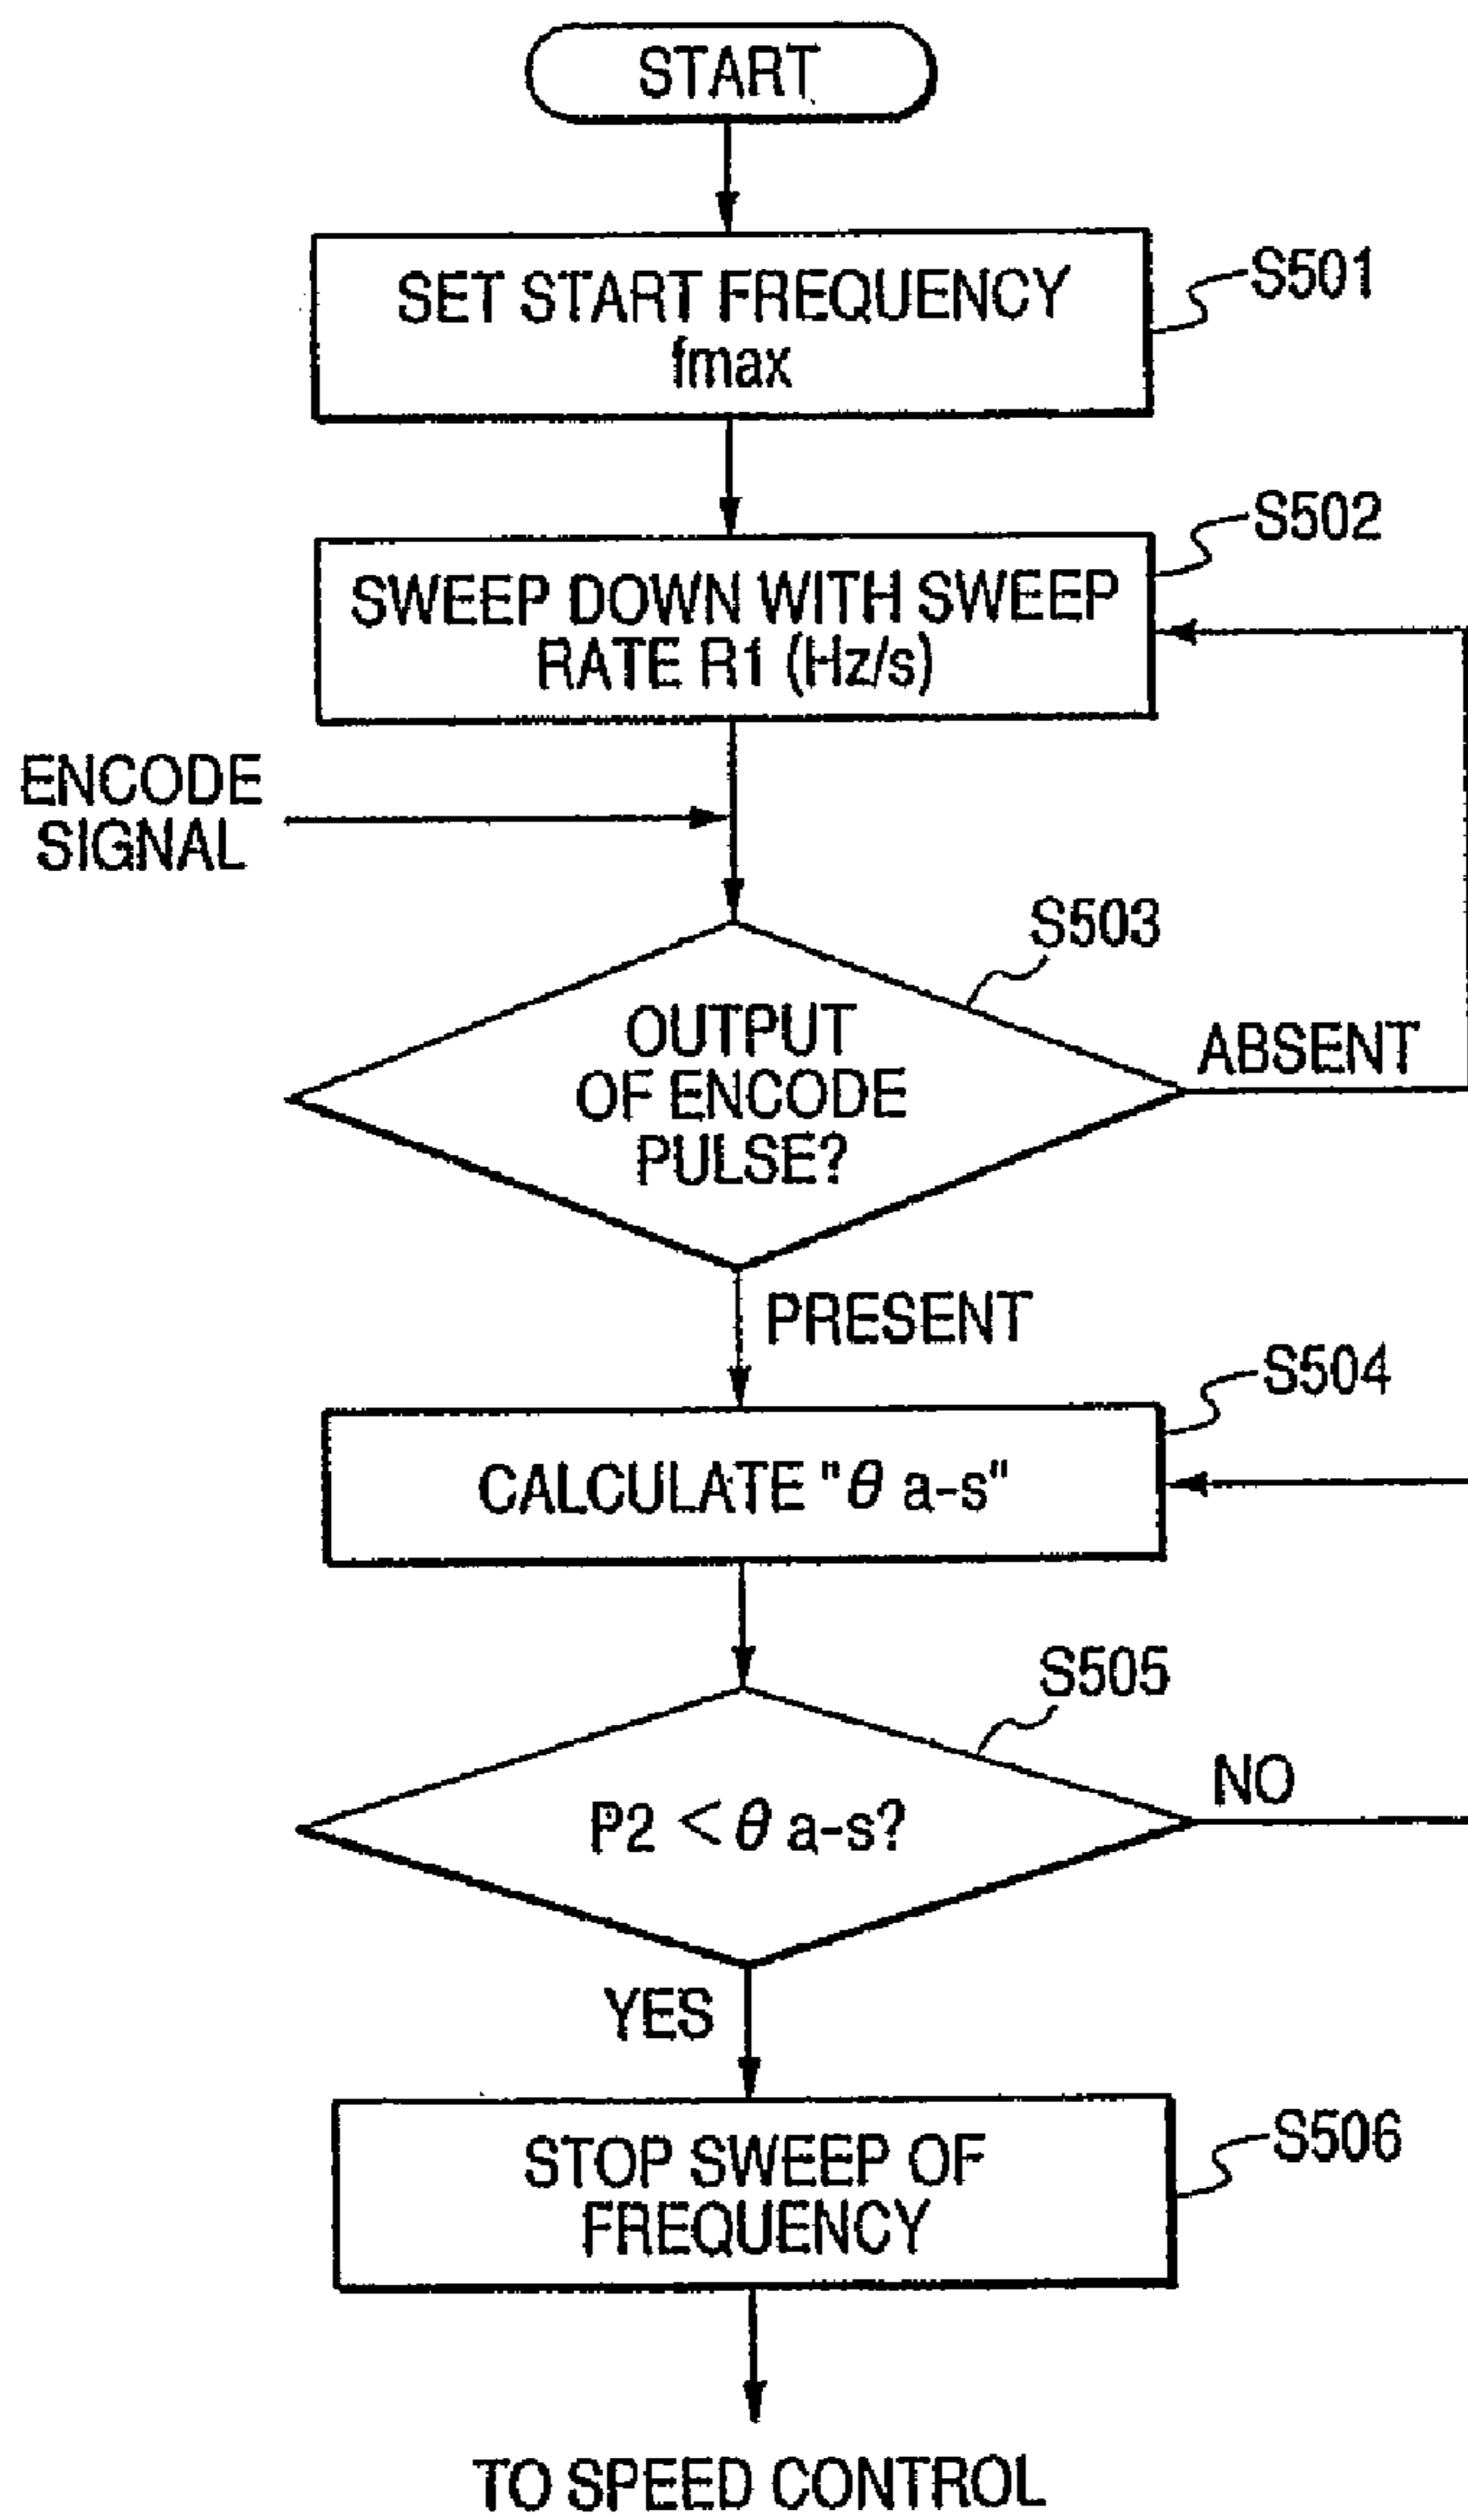 START
SET START FREQUENCY
fmax
S501
SWEEP DOWN WITH SWEEP
RATE R1 (Hz/s)
S502
ENCODE
SIGNAL
S503
OUTPUT
OF ENCODE
PULSE?
ABSENT
PRESENT
S504
CALCULATE "θ a-s"
S505
P2 < θ a-s?
NO
YES
S506
STOP SWEEP OF
FREQUENCY
TO SPEED CONTROL